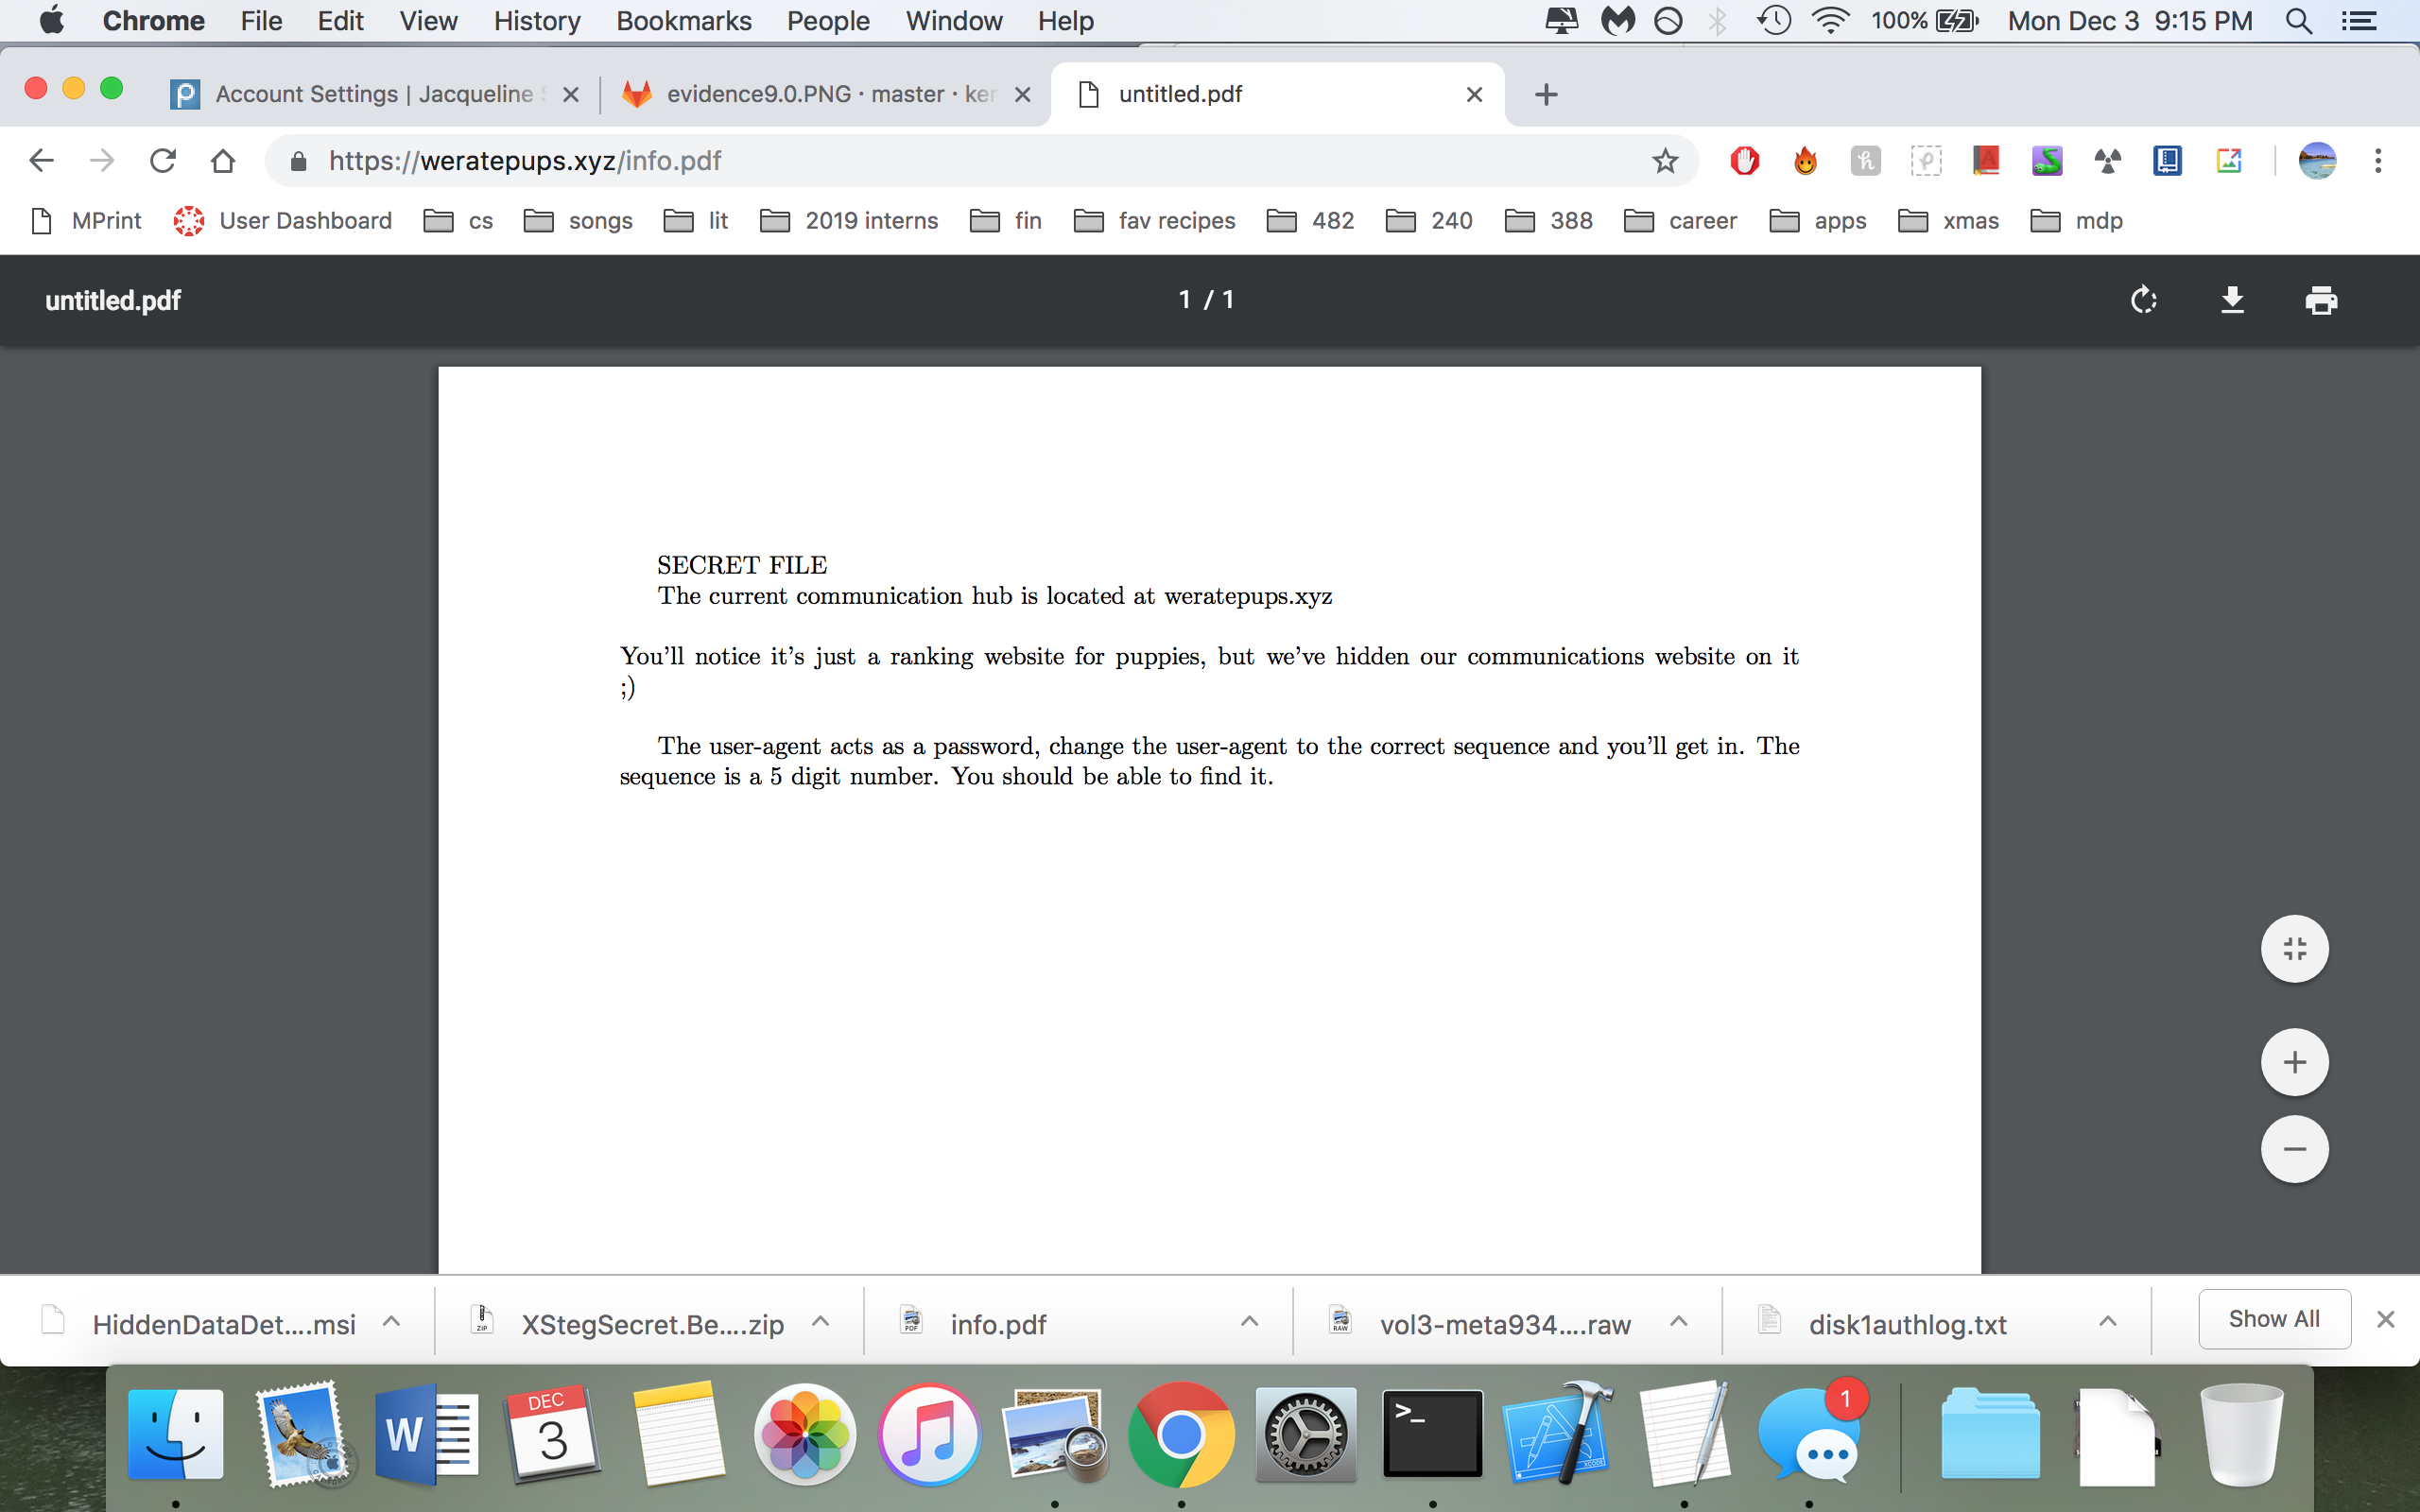 Chrome File Edit View History Bookmarks People Window Help 100% Mon Dec 3 9:15 PM
Account Settings | Jacqueline evidence9.0.PNG · master · ker untitled.pdf
https://weratepups.xyz/info.pdf
MPrint User Dashboard cs songs lit 2019 interns fin fav recipes 482 240 388 career apps xmas mdp
untitled.pdf 1 / 1
SECRET FILE
The current communication hub is located at weratepups.xyz
You'll notice it's just a ranking website for puppies, but we've hidden our communications website on it
;)
The user-agent acts as a password, change the user-agent to the correct sequence and you'll get in. The
sequence is a 5 digit number. You should be able to find it.
HiddenDataDet....msi XStegSecret.Be....zip info.pdf vol3-meta934....raw disk1authlog.txt Show All
DEC
3
1